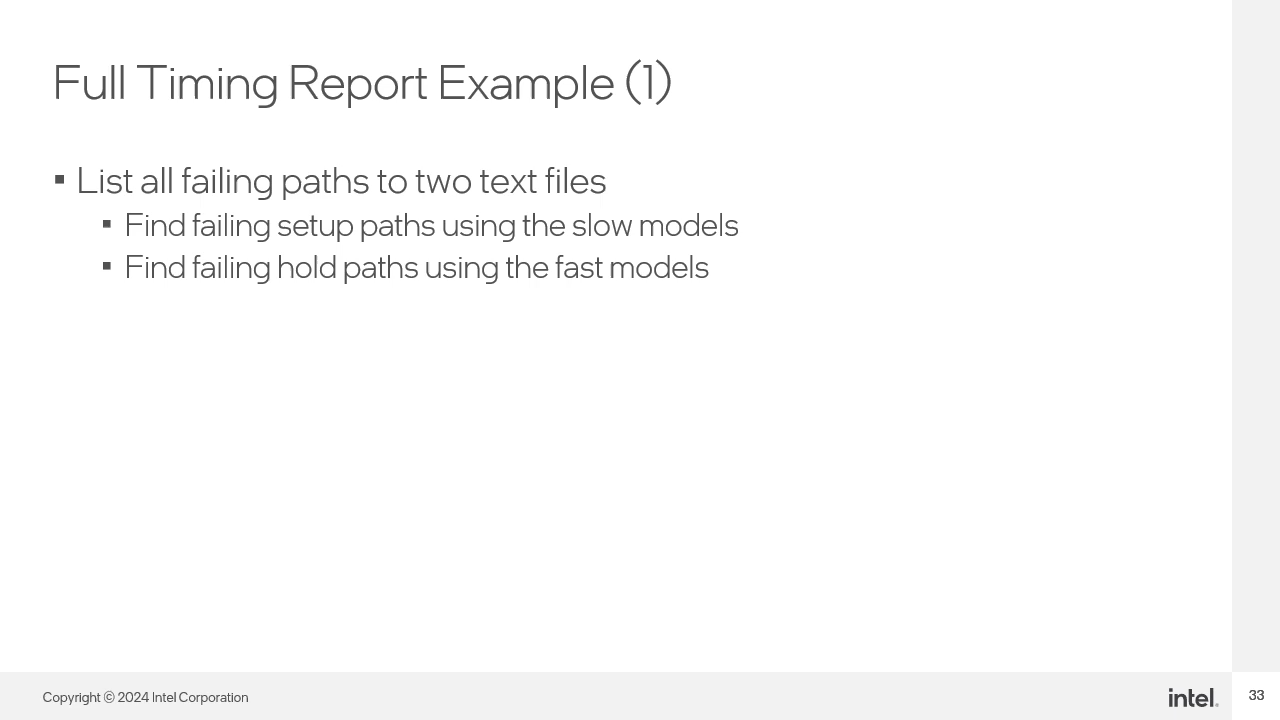 Full Timing Report Example (1)
▪ List all failing paths to two text files
▪ Find failing setup paths using the slow models
▪ Find failing hold paths using the fast models
Copyright © 2024 Intel Corporation
intel.
33